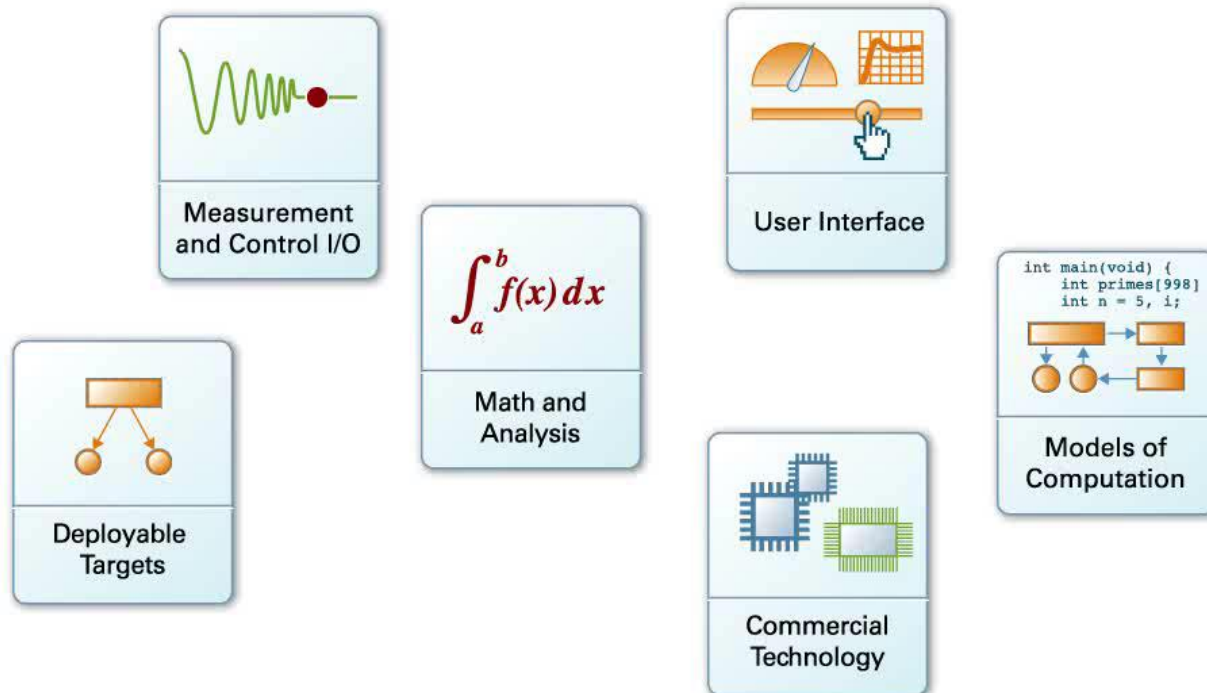 Measurement
and Control I/O
User Interface
∫ₐᵇ f(x) dx
Math and
Analysis
int main(void) {
int primes[998]
int n = 5, i;
Models of
Computation
Deployable
Targets
Commercial
Technology